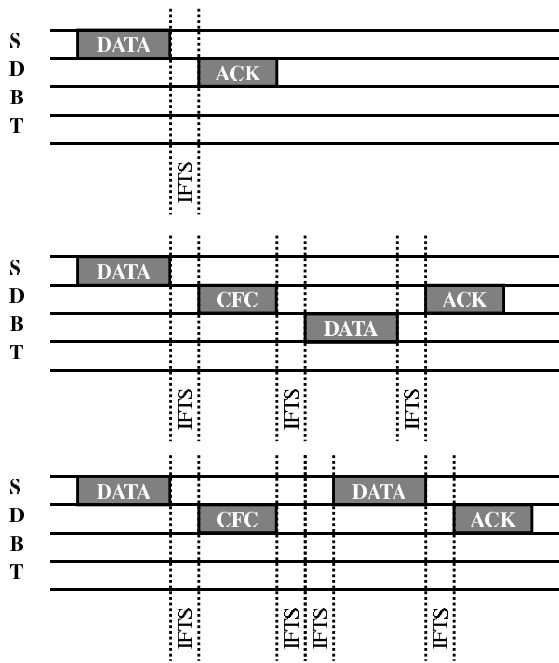 S DATA
D ACK
B
T
IFTS
S DATA
D CFC ACK
B DATA
T
IFTS IFTS IFTS
S DATA DATA
D CFC ACK
B
T
IFTS IFTS IFTS IFTS